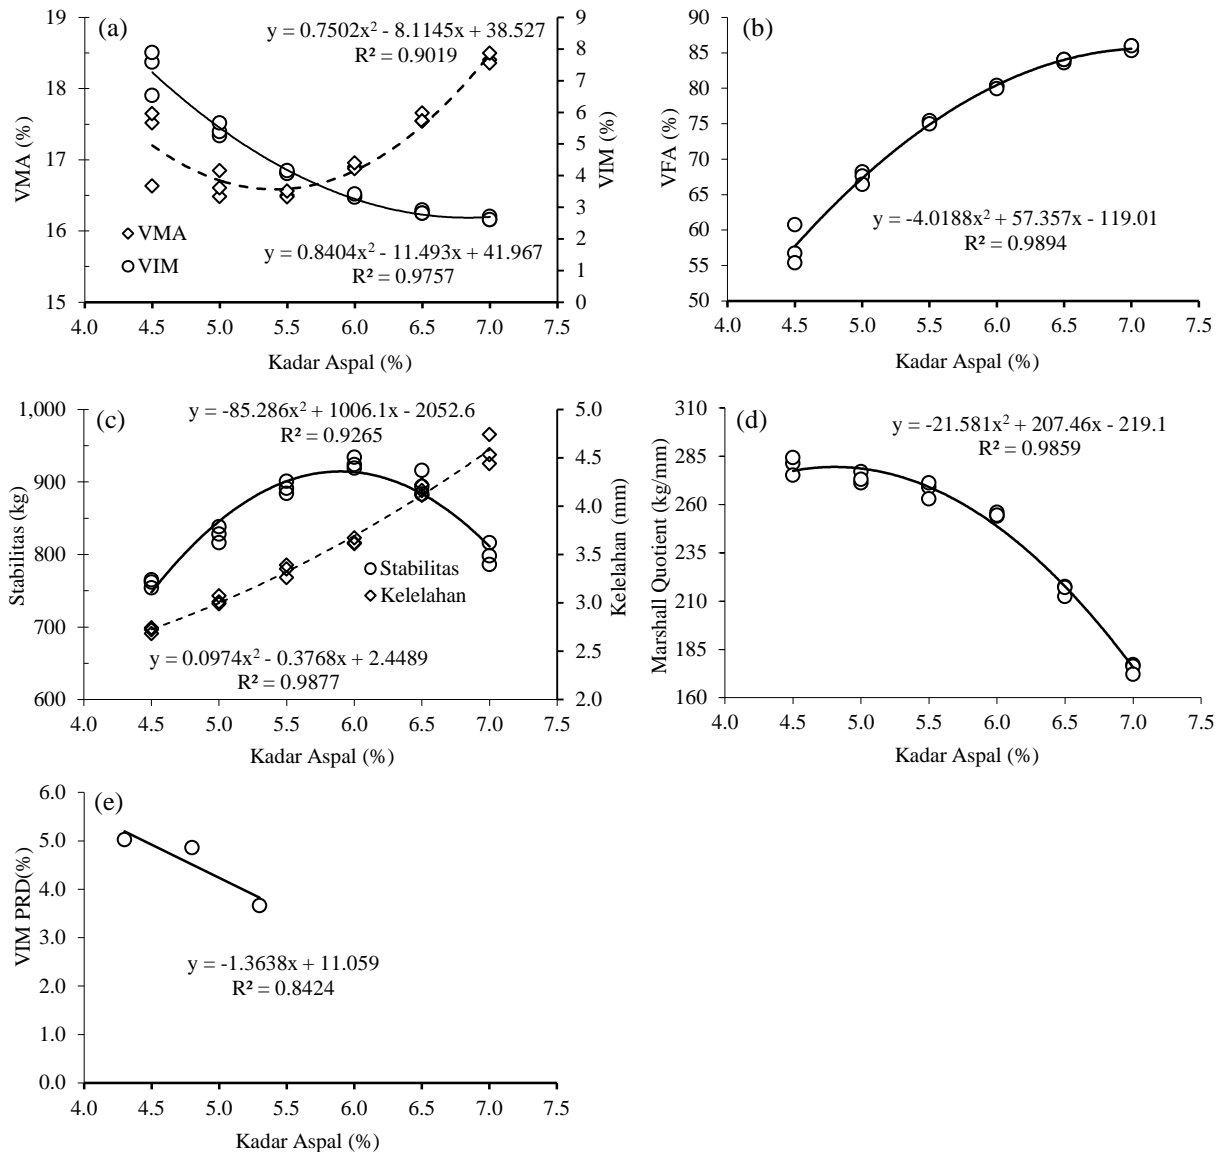 (a)
y = 0.7502x² - 8.1145x + 38.527
R² = 0.9019
19
18
17
16
15
VMA (%)
9
8
7
6
5
4
3
2
1
0
VIM (%)
VMA
VIM
y = 0.8404x² - 11.493x + 41.967
R² = 0.9757
4.0 4.5 5.0 5.5 6.0 6.5 7.0 7.5
Kadar Aspal (%)
(b)
90
85
80
75
70
65
60
55
50
VFA (%)
y = -4.0188x² + 57.357x - 119.01
R² = 0.9894
4.0 4.5 5.0 5.5 6.0 6.5 7.0 7.5
Kadar Aspal (%)
(c)
y = -85.286x² + 1006.1x - 2052.6
R² = 0.9265
1,000
900
800
700
600
Stabilitas (kg)
5.0
4.5
4.0
3.5
3.0
2.5
2.0
Kelelahan (mm)
Stabilitas
Kelelahan
y = 0.0974x² - 0.3768x + 2.4489
R² = 0.9877
4.0 4.5 5.0 5.5 6.0 6.5 7.0 7.5
Kadar Aspal (%)
(d)
y = -21.581x² + 207.46x - 219.1
R² = 0.9859
310
285
260
235
210
185
160
Marshall Quotient (kg/mm)
4.0 4.5 5.0 5.5 6.0 6.5 7.0 7.5
Kadar Aspal (%)
(e)
6.0
5.0
4.0
3.0
2.0
1.0
0.0
VIM PRD(%)
y = -1.3638x + 11.059
R² = 0.8424
4.0 4.5 5.0 5.5 6.0 6.5 7.0 7.5
Kadar Aspal (%)